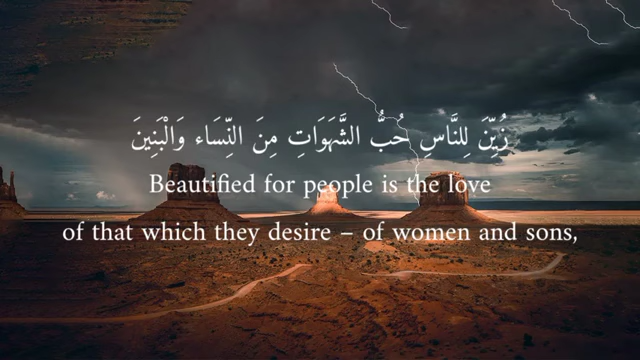 زُيِّنَ لِلنَّاسِ حُبُّ الشَّهَوَاتِ مِنَ النِّسَاء وَالْبَنِينَ
Beautified for people is the love
of that which they desire – of women and sons,